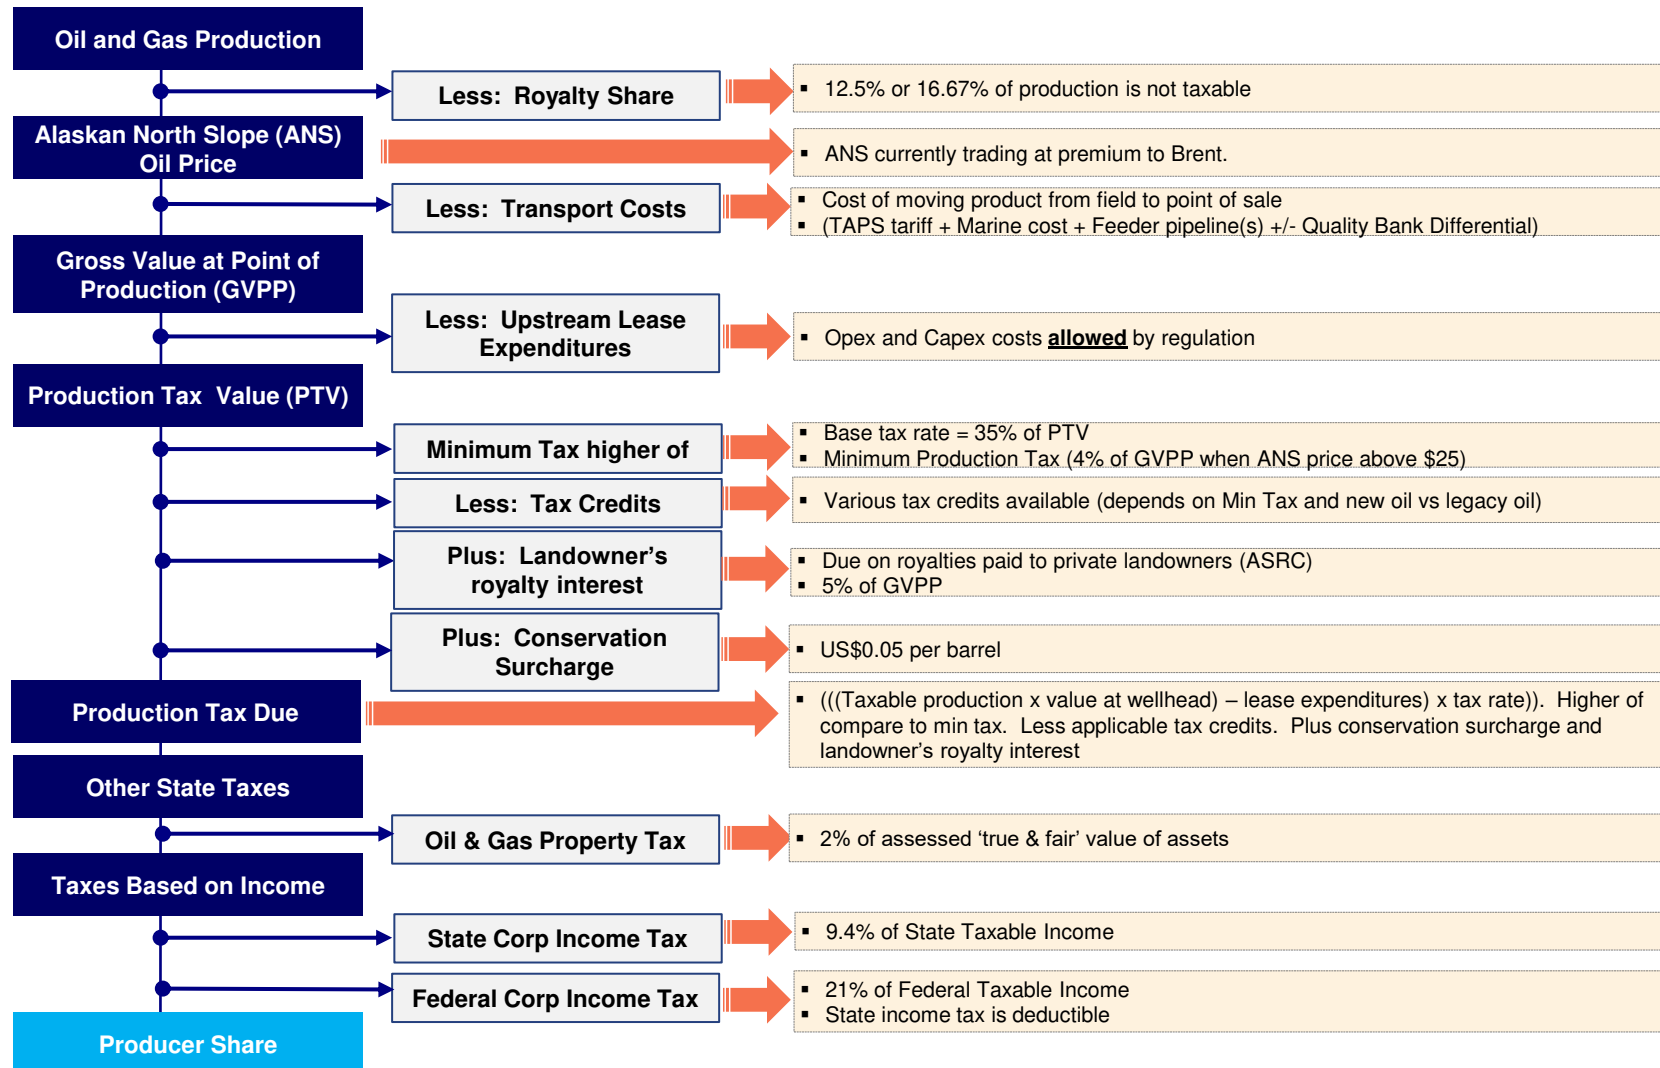 Oil and Gas Production
Less: Royalty Share
▪ 12.5% or 16.67% of production is not taxable
Alaskan North Slope (ANS)
Oil Price
▪ ANS currently trading at premium to Brent.
Less: Transport Costs
▪ Cost of moving product from field to point of sale
▪ (TAPS tariff + Marine cost + Feeder pipeline(s) +/- Quality Bank Differential)
Gross Value at Point of
Production (GVPP)
Less: Upstream Lease
Expenditures
▪ Opex and Capex costs allowed by regulation
Production Tax Value (PTV)
Minimum Tax higher of
▪ Base tax rate = 35% of PTV
▪ Minimum Production Tax (4% of GVPP when ANS price above $25)
Less: Tax Credits
▪ Various tax credits available (depends on Min Tax and new oil vs legacy oil)
Plus: Landowner’s
royalty interest
▪ Due on royalties paid to private landowners (ASRC)
▪ 5% of GVPP
Plus: Conservation
Surcharge
▪ US$0.05 per barrel
Production Tax Due
▪ (((Taxable production x value at wellhead) – lease expenditures) x tax rate)). Higher of
compare to min tax. Less applicable tax credits. Plus conservation surcharge and
landowner’s royalty interest
Other State Taxes
Oil & Gas Property Tax
▪ 2% of assessed ‘true & fair’ value of assets
Taxes Based on Income
State Corp Income Tax
▪ 9.4% of State Taxable Income
Federal Corp Income Tax
▪ 21% of Federal Taxable Income
▪ State income tax is deductible
Producer Share